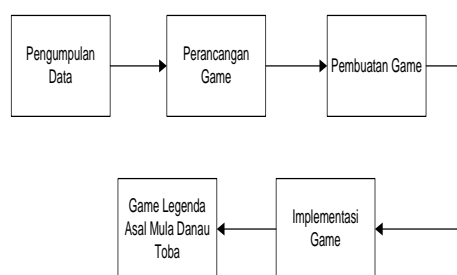 Pengumpulan
Data
Perancangan
Game
Pembuatan Game
Game Legenda
Asal Mula Danau
Toba
Implementasi
Game